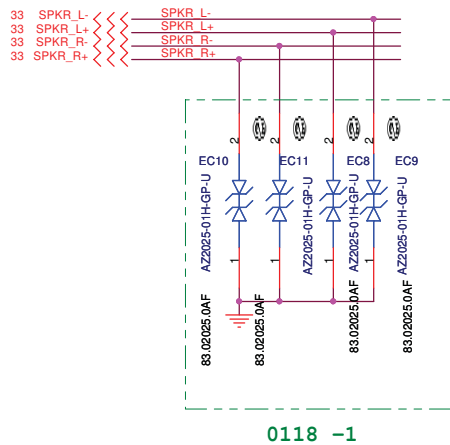 33 SPKR_L- SPKR_L-
33 SPKR_L+ SPKR_L+
33 SPKR_R- SPKR_R-
33 SPKR_R+ SPKR_R+
2 2 2 2
EC10 EC11 EC8 EC9
AZ2025-01H-GP-U AZ2025-01H-GP-U AZ2025-01H-GP-U AZ2025-01H-GP-U
1 1 1 1
83.02025.0AF 83.02025.0AF 83.02025.0AF 83.02025.0AF
0118 -1